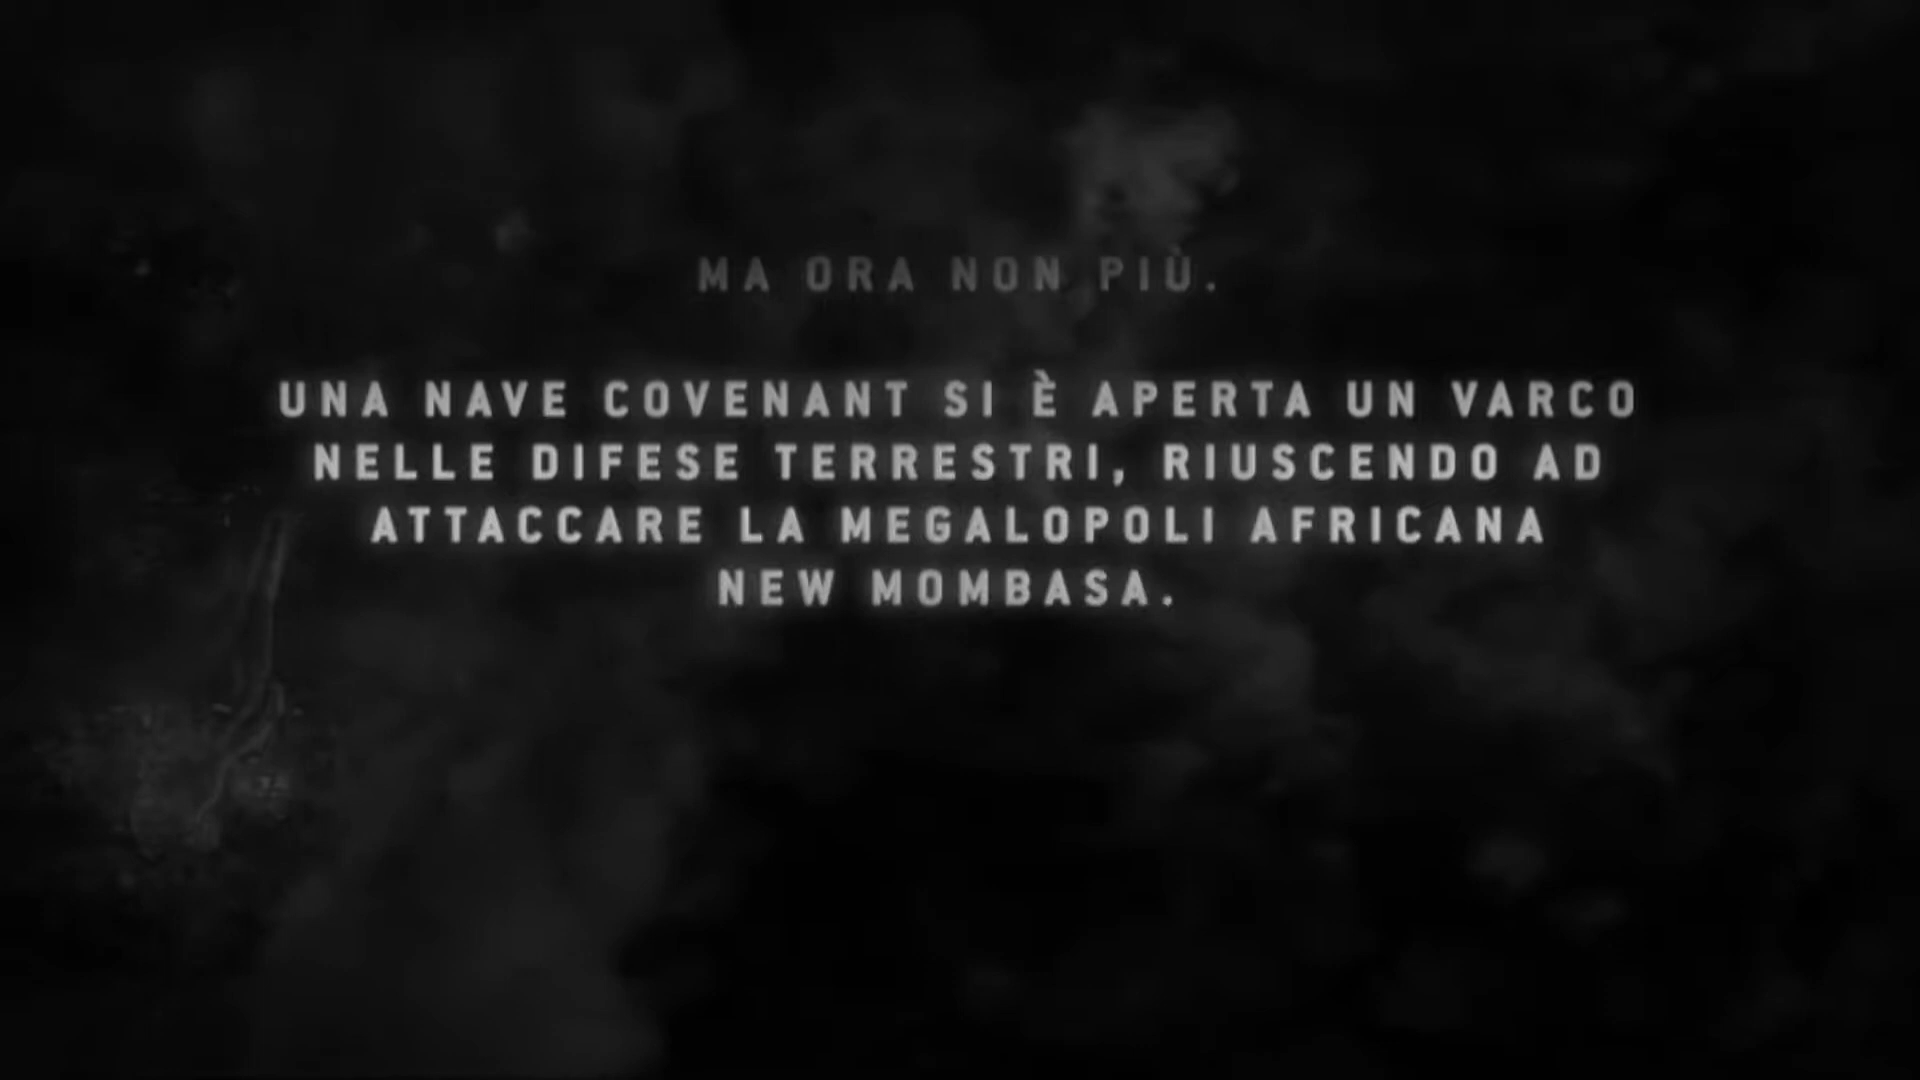 MA ORA NON PIÙ.
UNA NAVE COVENANT SI È APERTA UN VARCO
NELLE DIFESE TERRESTRI, RIUSCENDO AD
ATTACCARE LA MEGALOPOLI AFRICANA
NEW MOMBASA.